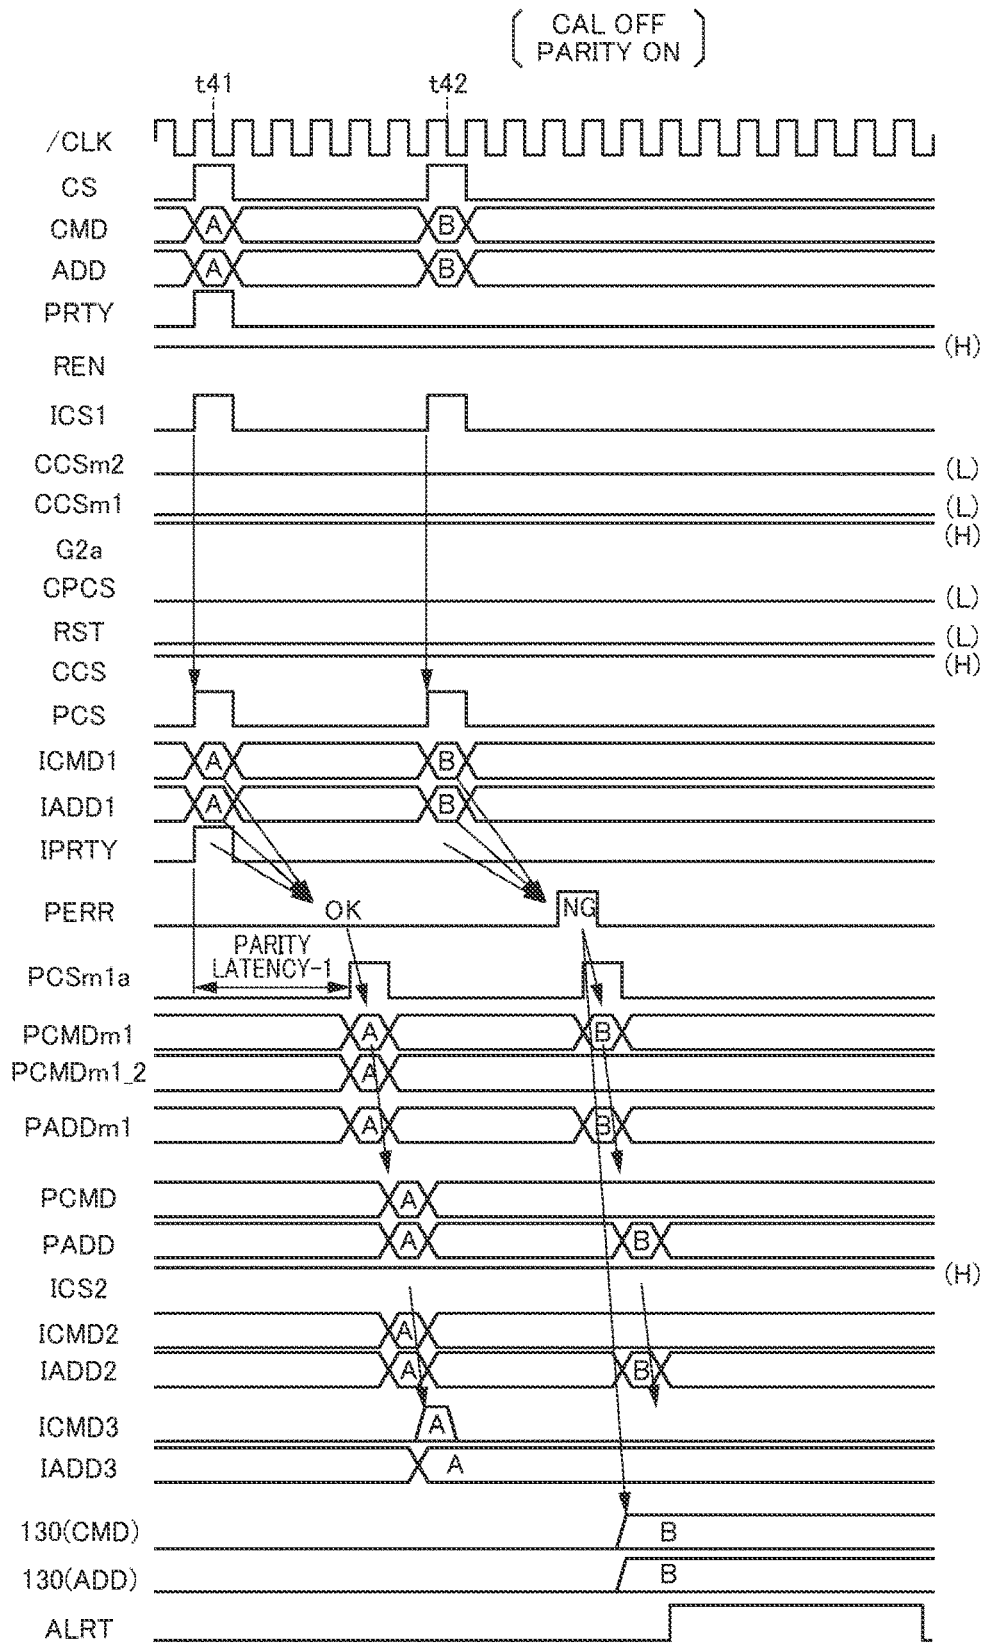 CAL OFF
PARITY ON
t41 t42
/CLK
CS
CMD A B
ADD A B
PRTY
REN (H)
ICS1
CCSm2 (L)
CCSm1 (L)
G2a (H)
CPCS (L)
RST (L)
CCS (H)
PCS
ICMD1 A B
IADD1 A B
IPRTY
PERR OK NG
PARITY
LATENCY-1
PCSm1a
PCMDm1 A B
PCMDm1_2 A
PADDm1 A B
PCMD A
PADD A B
ICS2 (H)
ICMD2 A
IADD2 A B
ICMD3 A
IADD3 A
130(CMD) B
130(ADD) B
ALRT